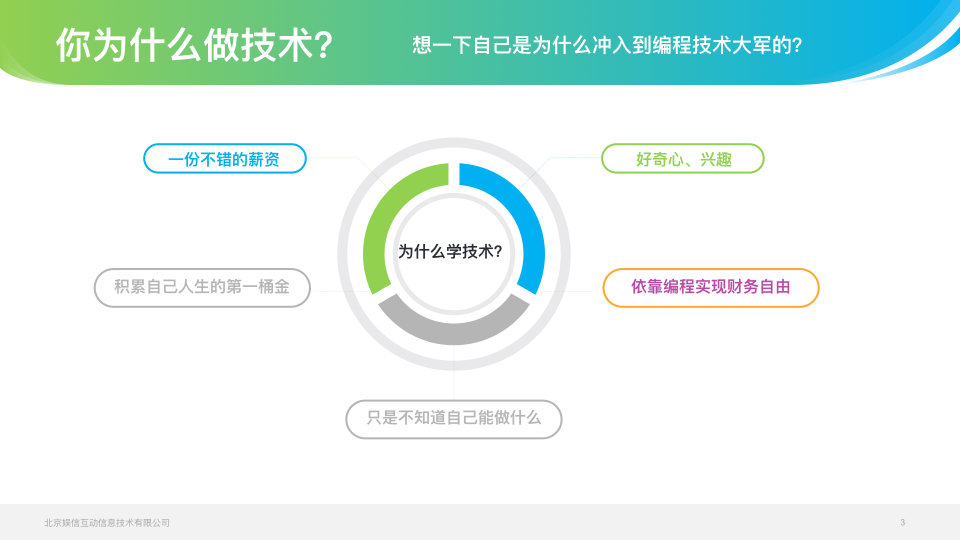 你为什么做技术?
想一下自己是为什么冲入到编程技术大军的?
一份不错的薪资
好奇心、兴趣
为什么学技术?
积累自己人生的第一桶金
依靠编程实现财务自由
只是不知道自己能做什么
北京娱信互动信息技术有限公司
3